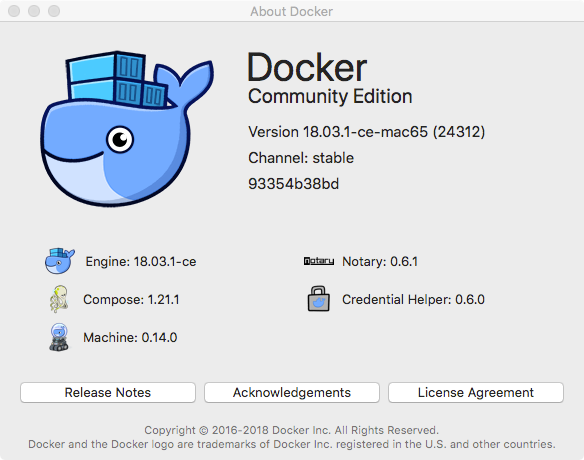 About Docker
Docker
Community Edition
Version 18.03.1-ce-mac65 (24312)
Channel: stable
93354b38bd
Engine: 18.03.1-ce
notary Notary: 0.6.1
Compose: 1.21.1
Credential Helper: 0.6.0
Machine: 0.14.0
Release Notes
Acknowledgements
License Agreement
Copyright © 2016-2018 Docker Inc. All Rights Reserved.
Docker and the Docker logo are trademarks of Docker Inc. registered in the U.S. and other countries.